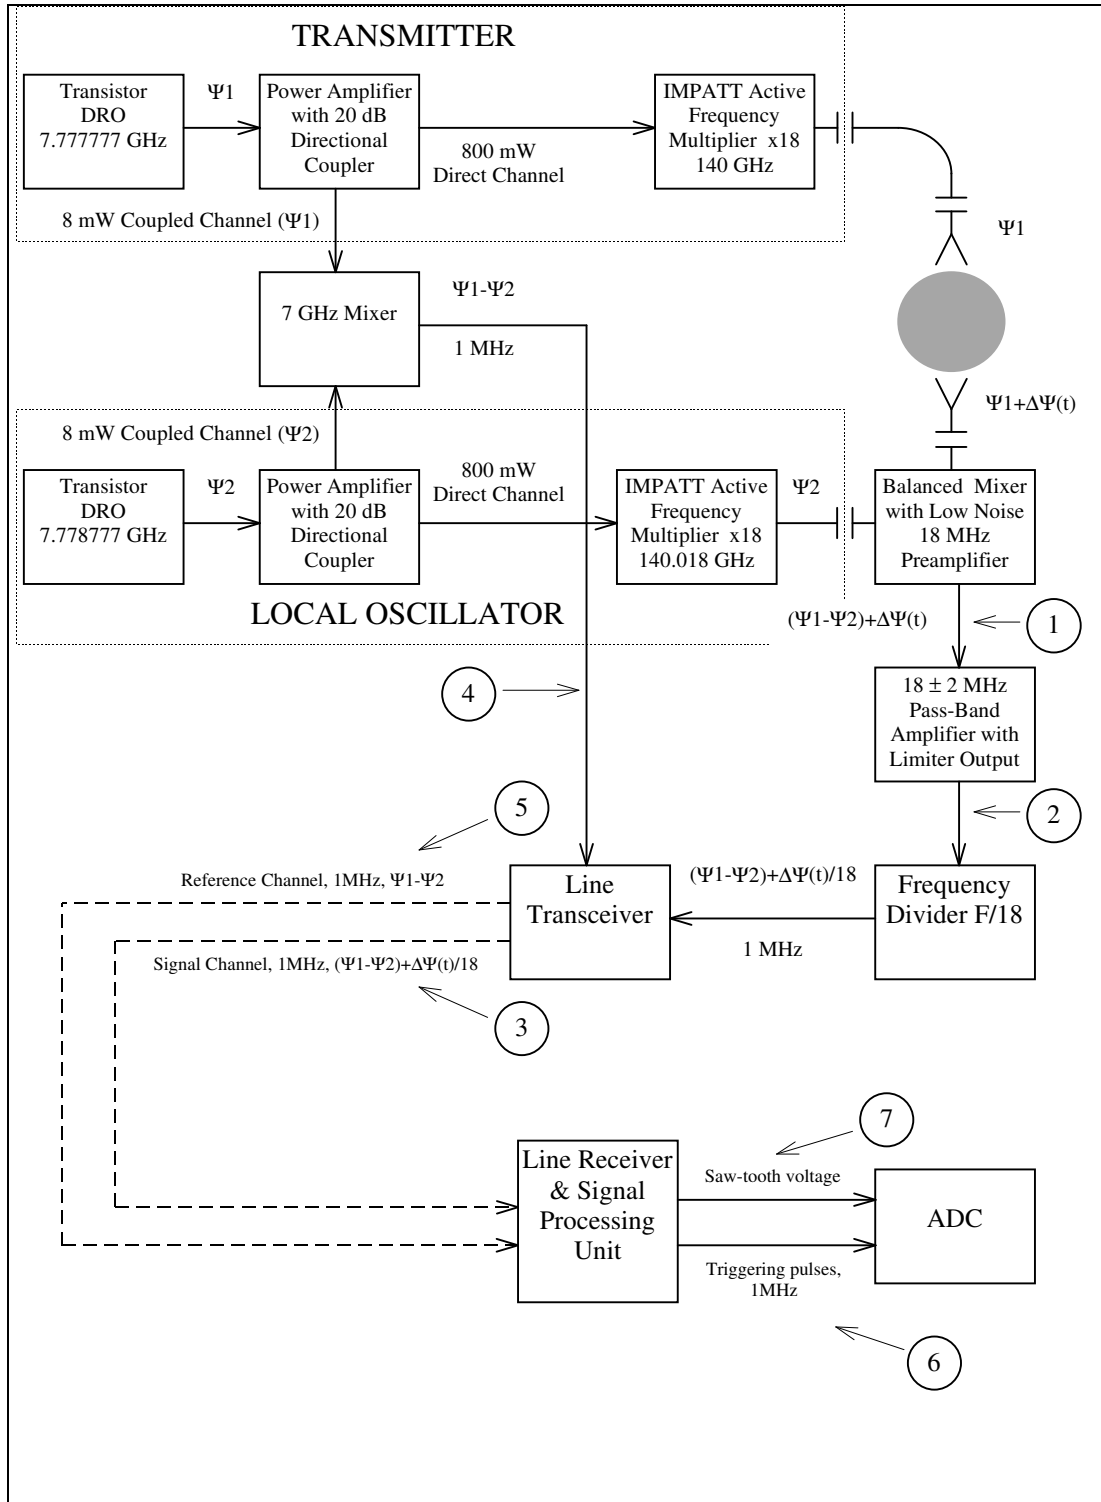 TRANSMITTER
Transistor
DRO
7.777777 GHz
Ψ1
Power Amplifier
with 20 dB
Directional
Coupler
800 mW
Direct Channel
IMPATT Active
Frequency
Multiplier x18
140 GHz
8 mW Coupled Channel (Ψ1)
Ψ1
7 GHz Mixer
Ψ1-Ψ2
1 MHz
Ψ1+ΔΨ(t)
8 mW Coupled Channel (Ψ2)
Transistor
DRO
7.778777 GHz
Ψ2
Power Amplifier
with 20 dB
Directional
Coupler
800 mW
Direct Channel
IMPATT Active
Frequency
Multiplier x18
140.018 GHz
Ψ2
Balanced Mixer
with Low Noise
18 MHz
Preamplifier
LOCAL OSCILLATOR
(Ψ1-Ψ2)+ΔΨ(t)
1
4
18 ± 2 MHz
Pass-Band
Amplifier with
Limiter Output
5
2
Reference Channel, 1MHz, Ψ1-Ψ2
Line
Transceiver
(Ψ1-Ψ2)+ΔΨ(t)/18
1 MHz
Frequency
Divider F/18
Signal Channel, 1MHz, (Ψ1-Ψ2)+ΔΨ(t)/18
3
7
Line Receiver
& Signal
Processing
Unit
Saw-tooth voltage
ADC
Triggering pulses,
1MHz
6